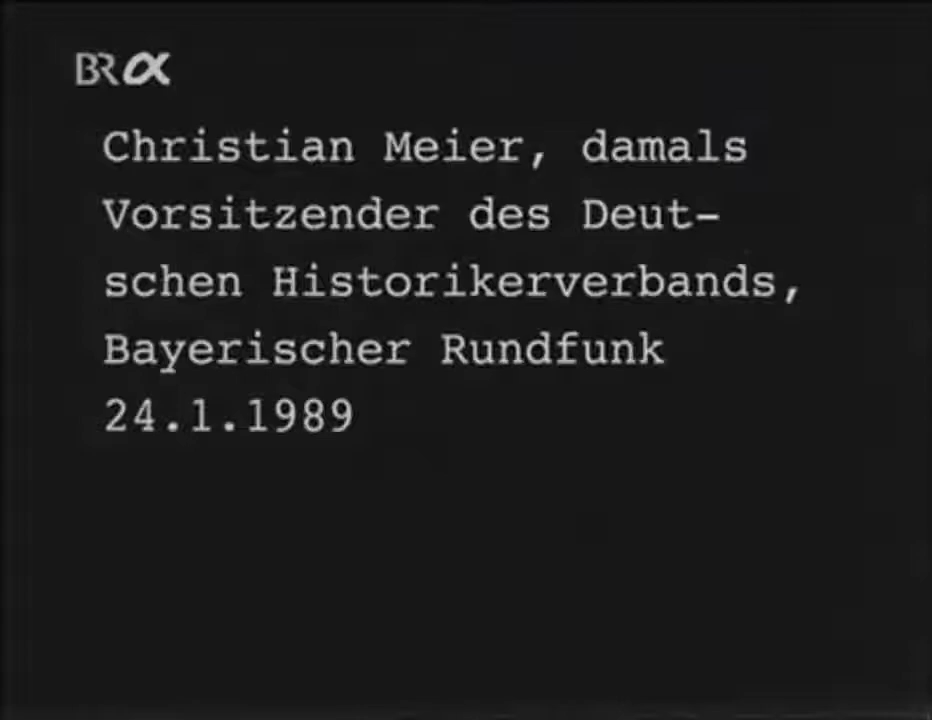 BRα
Christian Meier, damals
Vorsitzender des Deut-
schen Historikerverbands,
Bayerischer Rundfunk
24.1.1989